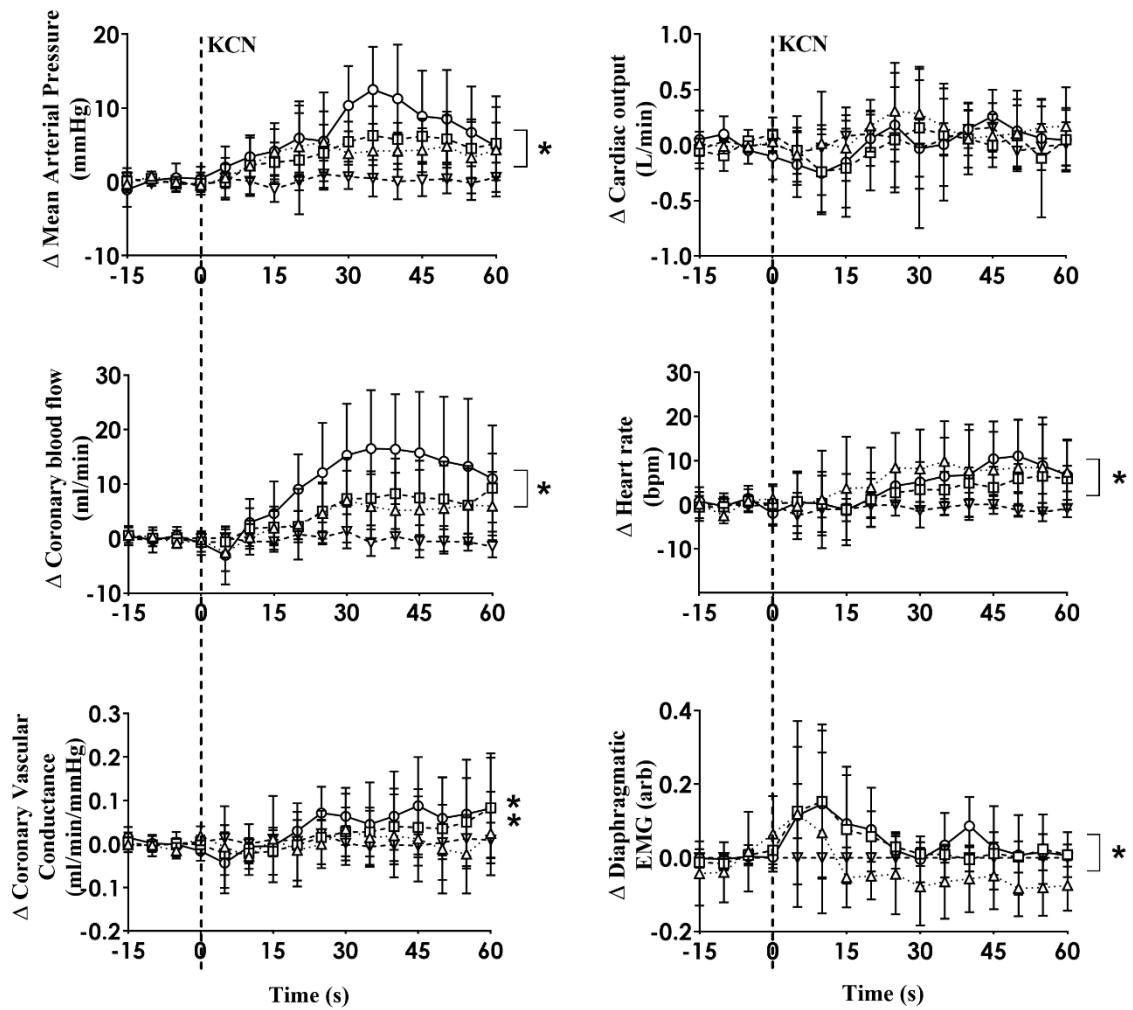 KCN
Δ Mean Arterial Pressure
(mmHg)
20
10
0
-10
-15 0 15 30 45 60
*
KCN
Δ Cardiac output
(L/min)
1.0
0.5
0.0
-0.5
-1.0
-15 0 15 30 45 60
Δ Coronary blood flow
(ml/min)
30
20
10
0
-10
-15 0 15 30 45 60
*
Δ Heart rate
(bpm)
30
20
10
0
-10
-15 0 15 30 45 60
*
Δ Coronary Vascular
Conductance
(ml/min/mmHg)
0.3
0.2
0.1
0.0
-0.1
-0.2
-15 0 15 30 45 60
*
*
Time (s)
Δ Diaphragmatic
EMG (arb)
0.4
0.2
0.0
-0.2
-15 0 15 30 45 60
*
Time (s)